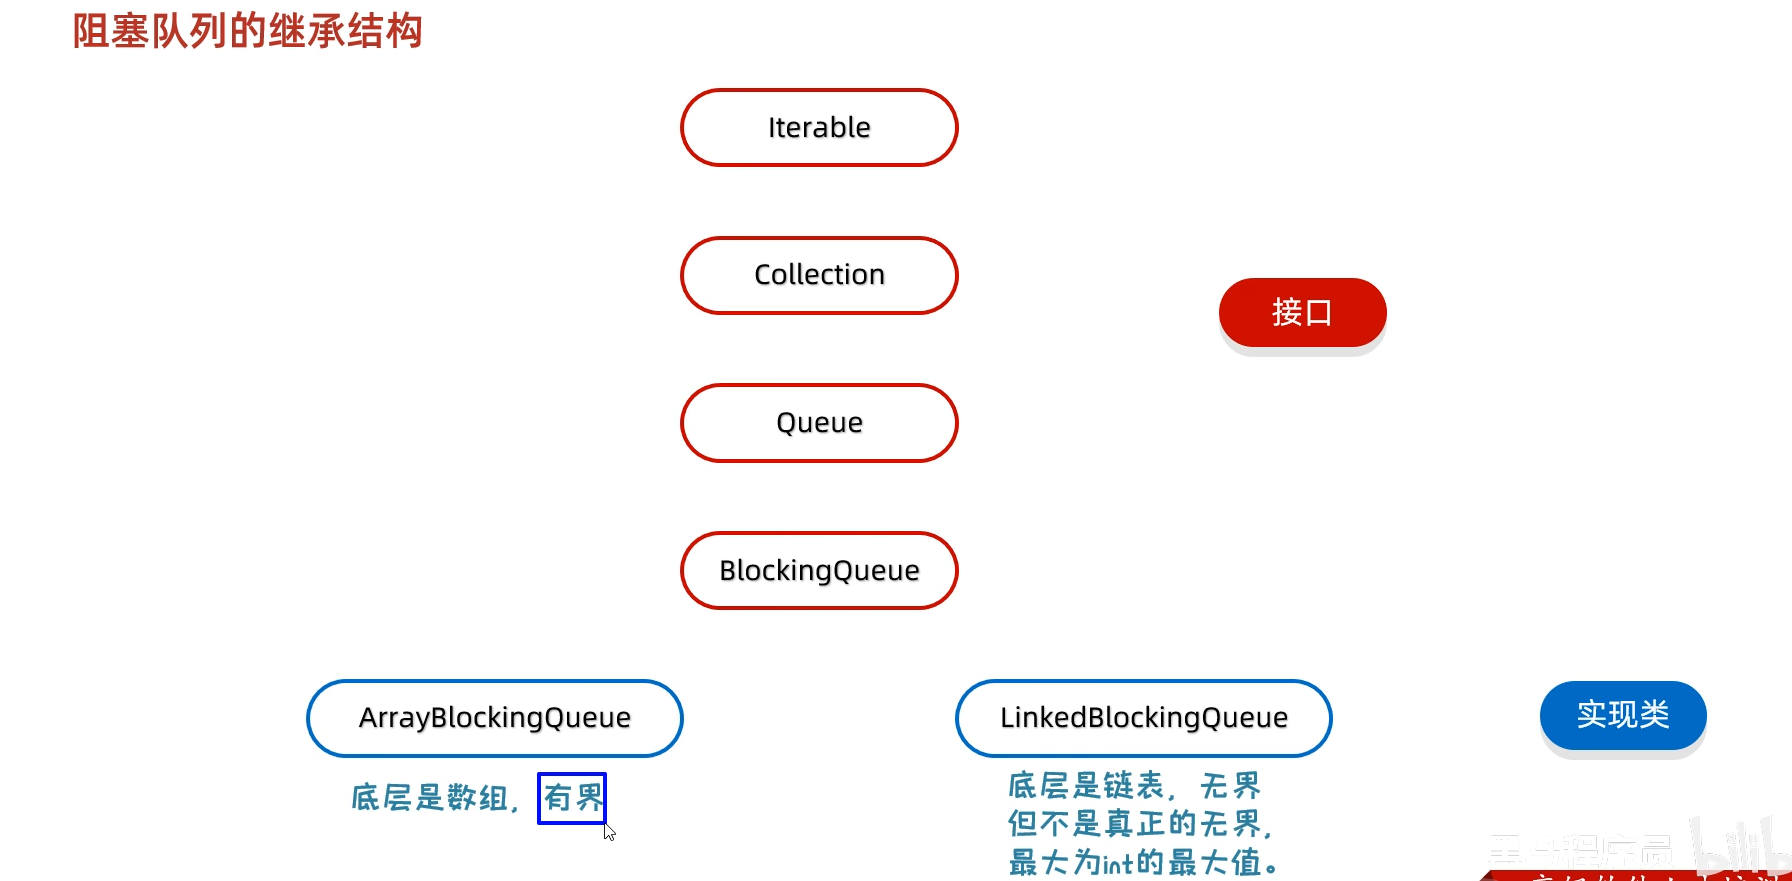 阻塞队列的继承结构
Iterable
Collection
接口
Queue
BlockingQueue
ArrayBlockingQueue
LinkedBlockingQueue
实现类
底层是数组，有界
底层是链表，无界
但不是真正的无界，
最大为int的最大值。